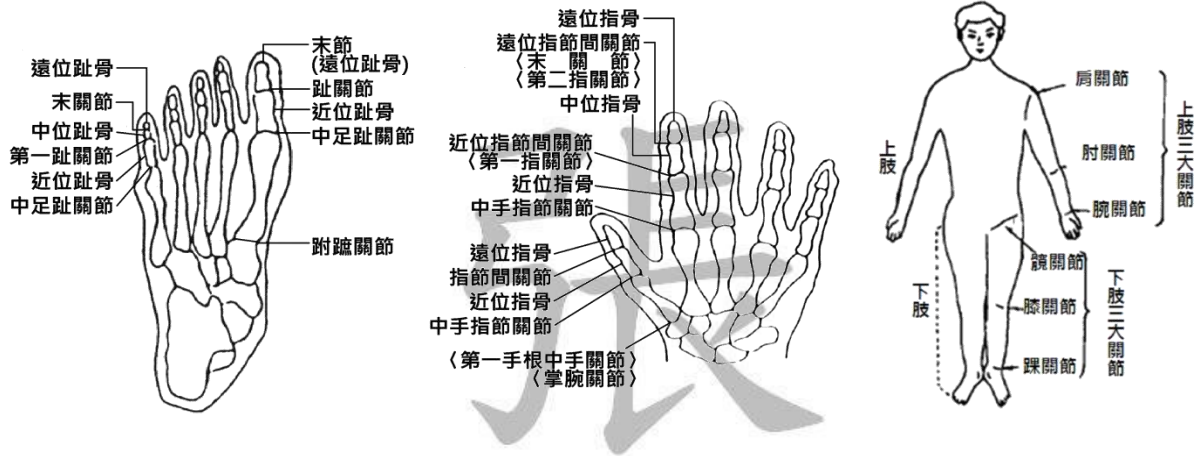 遠位趾骨
末關節
中位趾骨
第一趾關節
近位趾骨
中足趾關節
末節
(遠位趾骨)
趾關節
近位趾骨
中足趾關節
跗蹠關節
遠位指骨
遠位指節間關節
〈末關節〉
〈第二指關節〉
中位指骨
近位指節間關節
〈第一指關節〉
近位指骨
中手指節關節
遠位指骨
指節間關節
近位指骨
中手指節關節
〈第一手根中手關節〉
〈掌腕關節〉
上肢
下肢
肩關節
肘關節
腕關節
上肢三大關節
髖關節
膝關節
踝關節
下肢三大關節